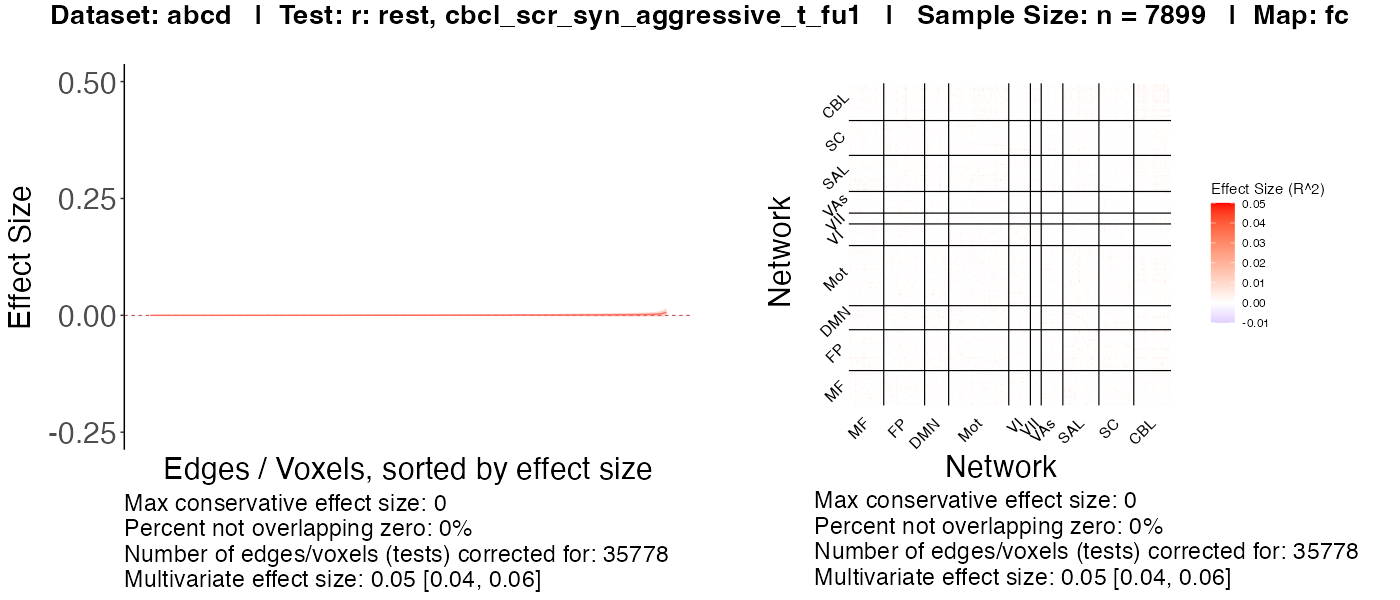 Dataset: abcd | Test: r: rest, cbcl_scr_syn_aggressive_t_fu1 | Sample Size: n = 7899 | Map: fc
Effect Size
0.50
0.25
0.00
-0.25
Edges / Voxels, sorted by effect size
Max conservative effect size: 0
Percent not overlapping zero: 0%
Number of edges/voxels (tests) corrected for: 35778
Multivariate effect size: 0.05 [0.04, 0.06]
Network
CBL
SC
SAL
VAs
VII
VI
Mot
DMN
FP
MF
MF
FP
DMN
Mot
VI
VII
VAs
SAL
SC
CBL
Network
Effect Size (R^2)
0.05
0.04
0.03
0.02
0.01
0.00
-0.01
Max conservative effect size: 0
Percent not overlapping zero: 0%
Number of edges/voxels (tests) corrected for: 35778
Multivariate effect size: 0.05 [0.04, 0.06]